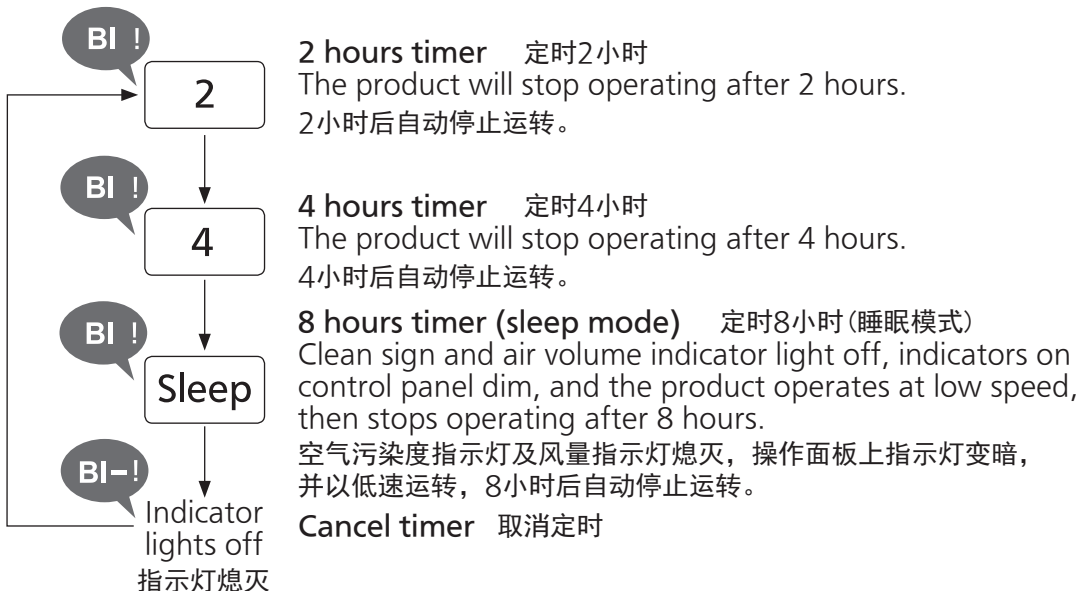 BI !
2
2 hours timer 定时2小时
The product will stop operating after 2 hours.
2小时后自动停止运转。
BI !
4
4 hours timer 定时4小时
The product will stop operating after 4 hours.
4小时后自动停止运转。
BI !
Sleep
8 hours timer (sleep mode) 定时8小时(睡眠模式)
Clean sign and air volume indicator light off, indicators on
control panel dim, and the product operates at low speed,
then stops operating after 8 hours.
空气污染度指示灯及风量指示灯熄灭，操作面板上指示灯变暗，
并以低速运转，8小时后自动停止运转。
BI–!
Indicator
lights off
指示灯熄灭
Cancel timer 取消定时